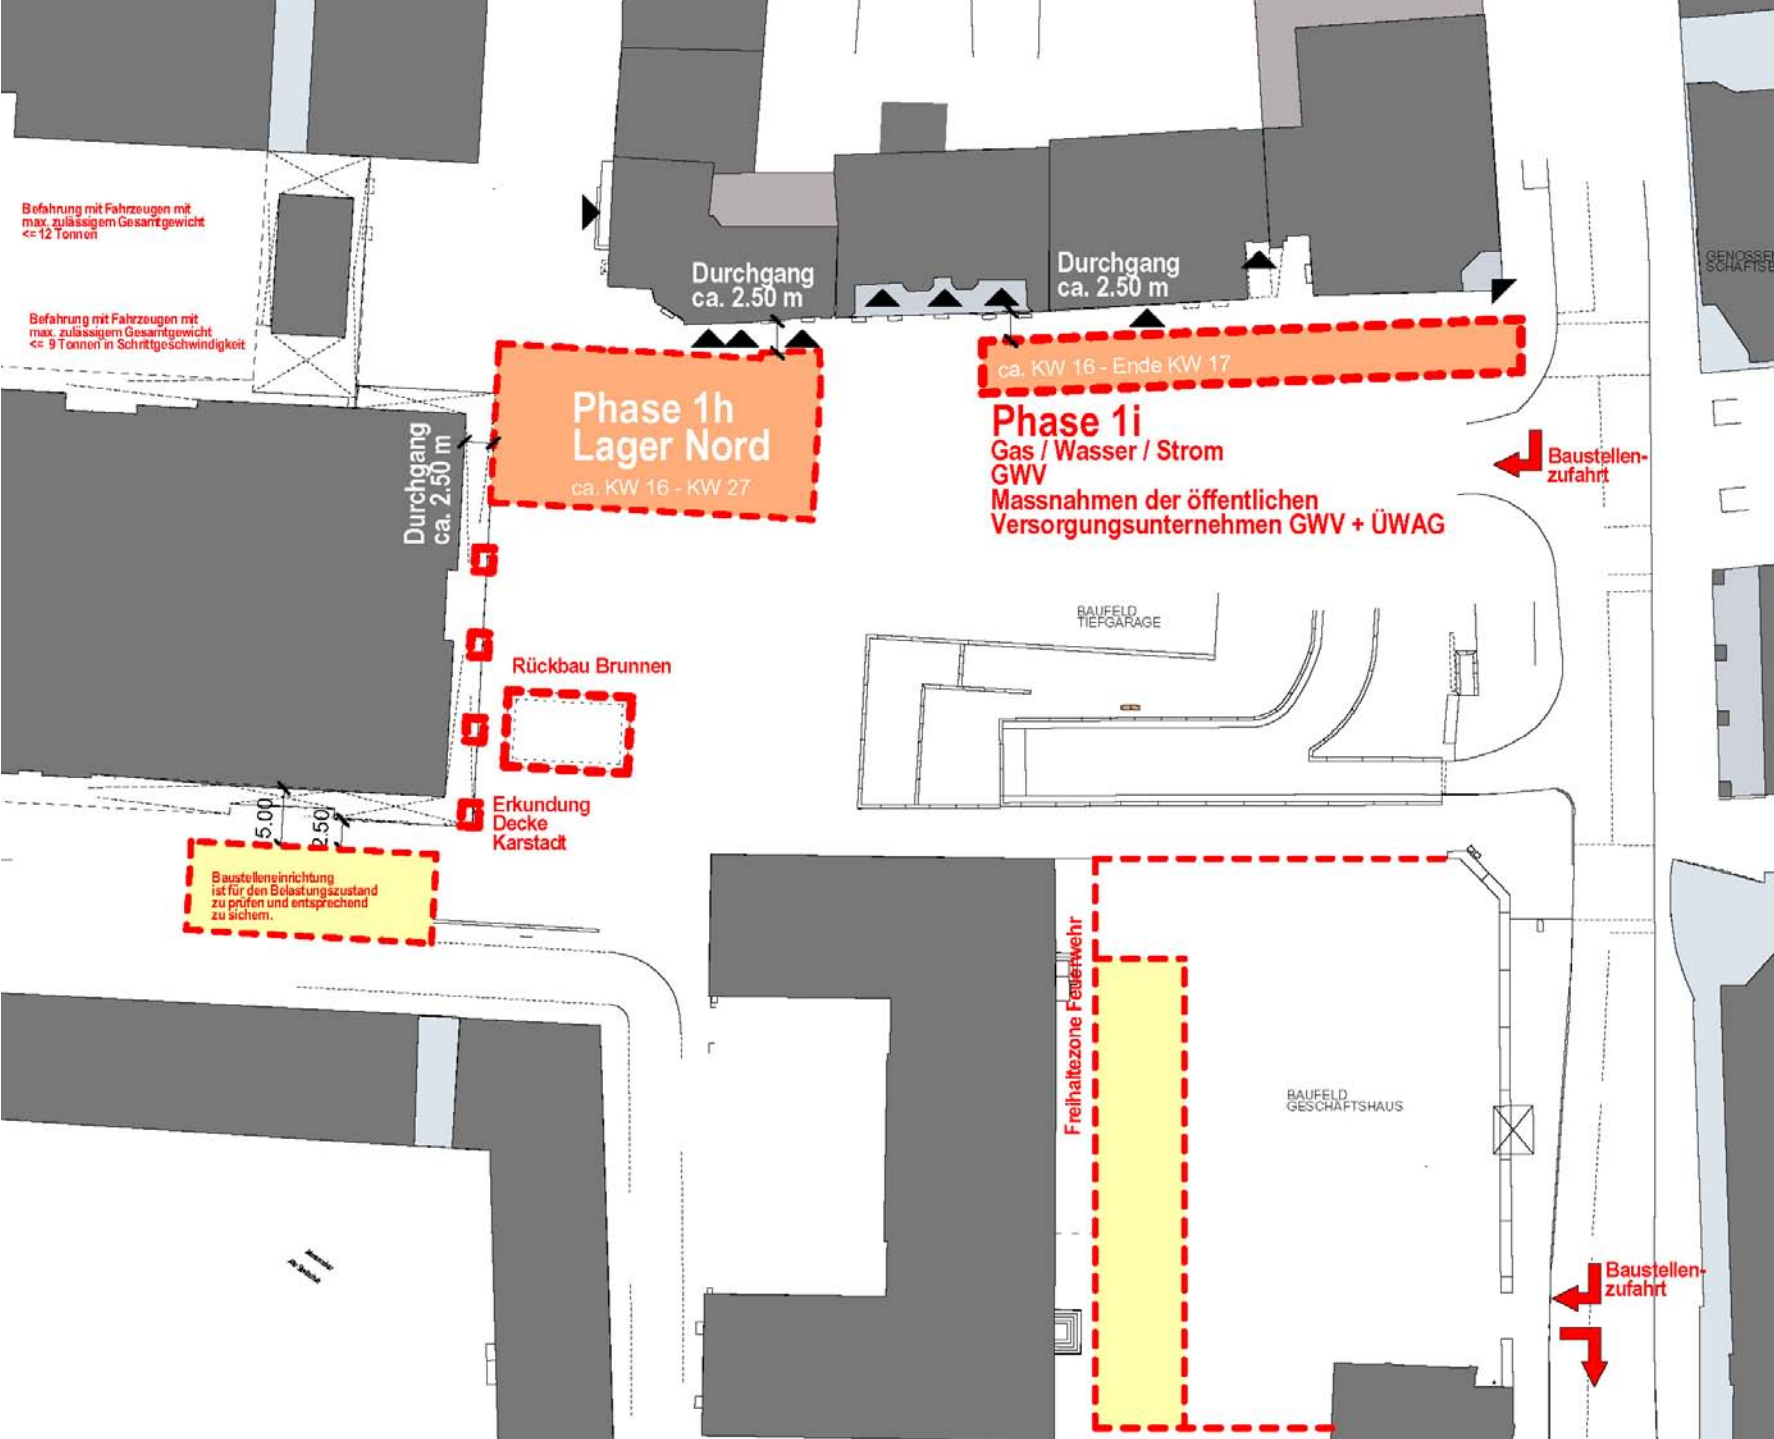 Befahrung mit Fahrzeugen mit
max. zulässigem Gesamtgewicht
<= 12 Tonnen
Befahrung mit Fahrzeugen mit
max. zulässigem Gesamtgewicht
<= 9 Tonnen in Schrittgeschwindigkeit
Durchgang
ca. 2.50 m
Durchgang
ca. 2.50 m
Durchgang
ca. 2.50 m
Phase 1h
Lager Nord
ca. KW 16 - KW 27
ca. KW 16 - Ende KW 17
Phase 1i
Gas / Wasser / Strom
GWV
Massnahmen der öffentlichen
Versorgungsunternehmen GWV + ÜWAG
Baustellen-
zufahrt
BAUFELD
TIEFGARAGE
Rückbau Brunnen
Erkundung
Decke
Karstadt
5.00
2.50
Baustelleneinrichtung
ist für den Belastungszustand
zu prüfen und entsprechend
zu sichern.
Freihaltezone Feuerwehr
BAUFELD
GESCHÄFTSHAUS
Baustellen-
zufahrt